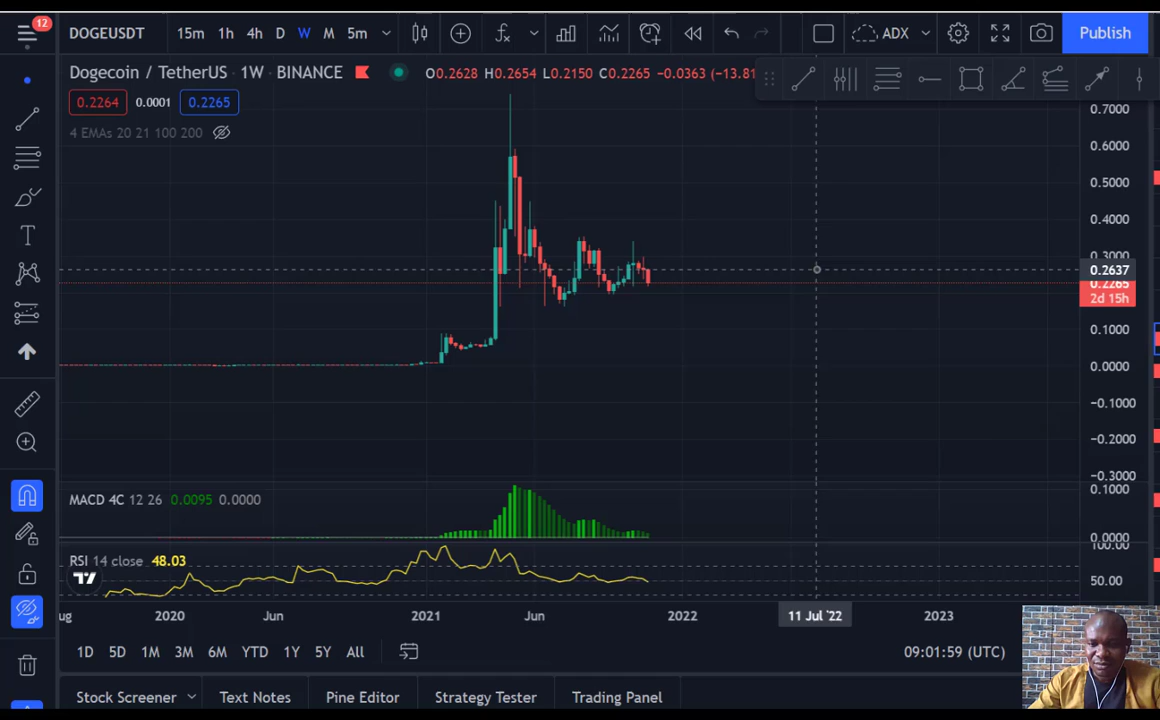 12
DOGEUSDT 15m 1h 4h D W M 5m ADX Publish
Dogecoin / TetherUS · 1W · BINANCE O0.2628 H0.2654 L0.2150 C0.2265 −0.0363 (−13.81
0.2264 0.0001 0.2265
4 EMAs 20 21 100 200
0.7000
0.6000
0.5000
0.4000
0.3000
0.2637
0.2265
2d 15h
0.1000
0.0000
−0.1000
−0.2000
−0.3000
MACD 4C 12 26 0.0095 0.0000
0.1000
0.0000
100.00
RSI 14 close 48.03
50.00
ug 2020 Jun 2021 Jun 2022 11 Jul '22 2023
1D 5D 1M 3M 6M YTD 1Y 5Y All 09:01:59 (UTC)
Stock Screener Text Notes Pine Editor Strategy Tester Trading Panel